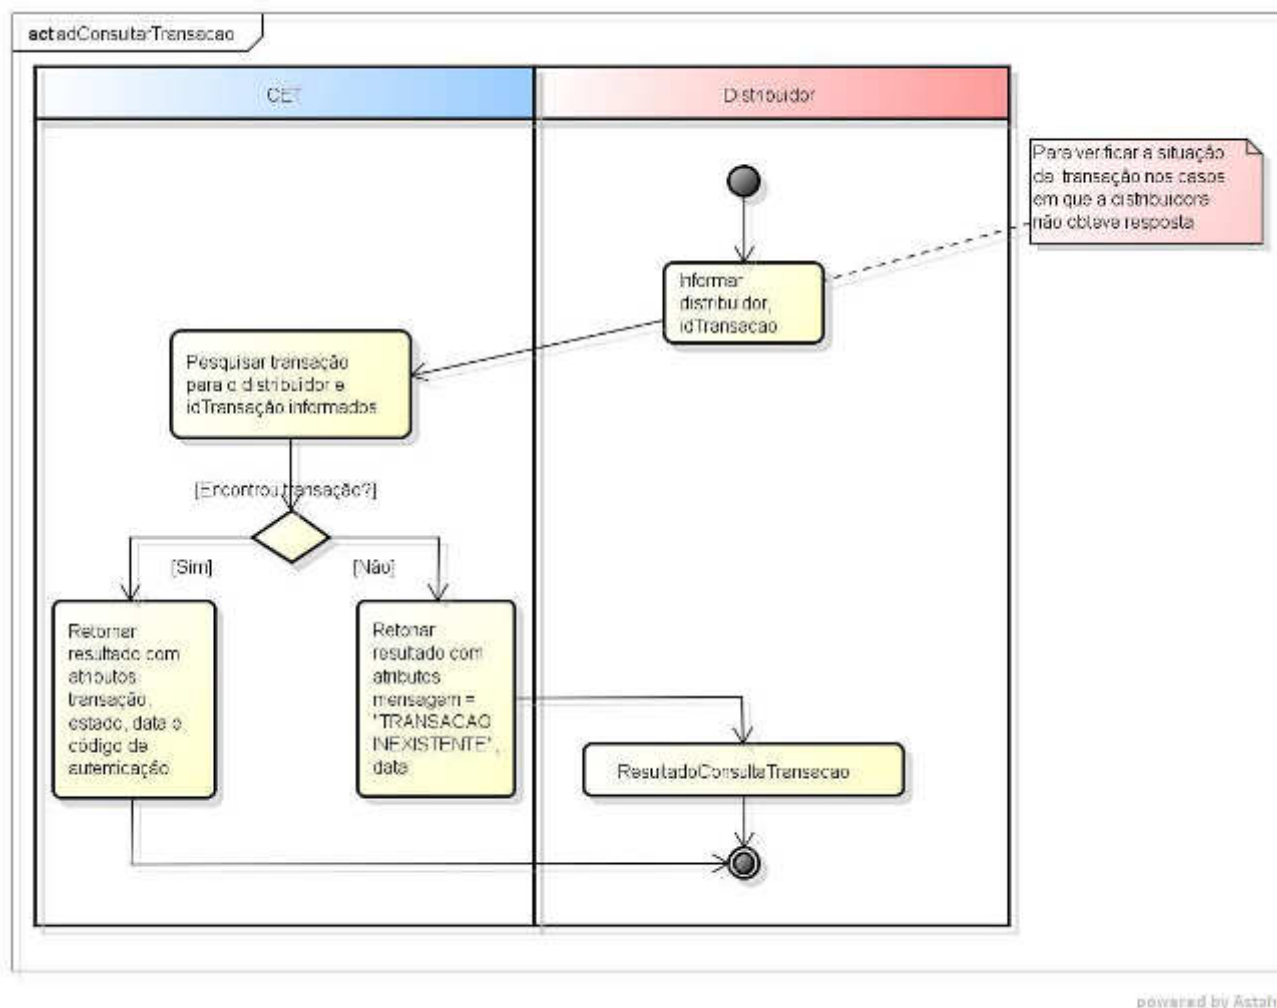 act adConsultarTransacao
CET
Distribuidor
Para verificar a situação
da transação nos casos
em que a distribuidora
não obteve resposta
Informar
distribuidor,
idTransacao
Pesquisar transação
para o distribuidor e
idTransação informados
[Encontrou transação?]
[Sim]
[Não]
Retornar
resultado com
atributos
transação,
estado, data e
código de
autenticação
Retonar
resultado com
atributos
mensagem =
"TRANSACAO
INEXISTENTE",
data
ResultadoConsultaTransacao
powered by Astah